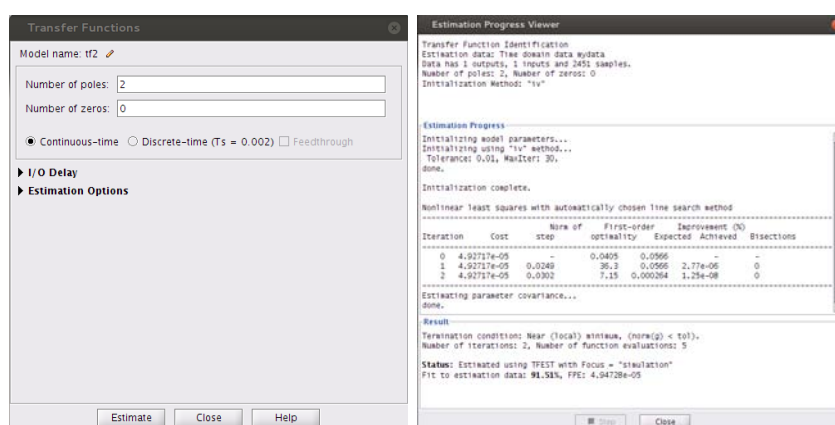 Transfer Functions
Model name: tf2
Number of poles: 2
Number of zeros: 0
Continuous-time Discrete-time (Ts = 0.002) Feedthrough
I/O Delay
Estimation Options
Estimate Close Help
Estimation Progress Viewer
Transfer Function Identification
Estimation data: Time domain data mydata
Data has 1 outputs, 1 inputs and 2451 samples.
Number of poles: 2, Number of zeros: 0
Initialization Method: "iv"
Estimation Progress
Initializing model parameters...
Initializing using "iv" method...
Tolerance: 0.01, MaxIter: 30.
done.
Initialization complete.
Nonlinear least squares with automatically chosen line search method
Norm of First-order Improvement (%)
Iteration Cost step optimality Expected Achieved Bisections
0 4.92717e-05 - 0.0405 0.0566 - -
1 4.92717e-05 0.0249 36.3 0.0566 2.77e-06 0
2 4.92717e-05 0.0302 7.15 0.000264 1.25e-08 0
Estimating parameter covariance...
done.
Result
Termination condition: Near (local) minimum, (norm(g) < tol).
Number of iterations: 2, Number of function evaluations: 5
Status: Estimated using TFEST with Focus = "simulation"
Fit to estimation data: 91.51%, FPE: 4.94728e-05
Stop Close